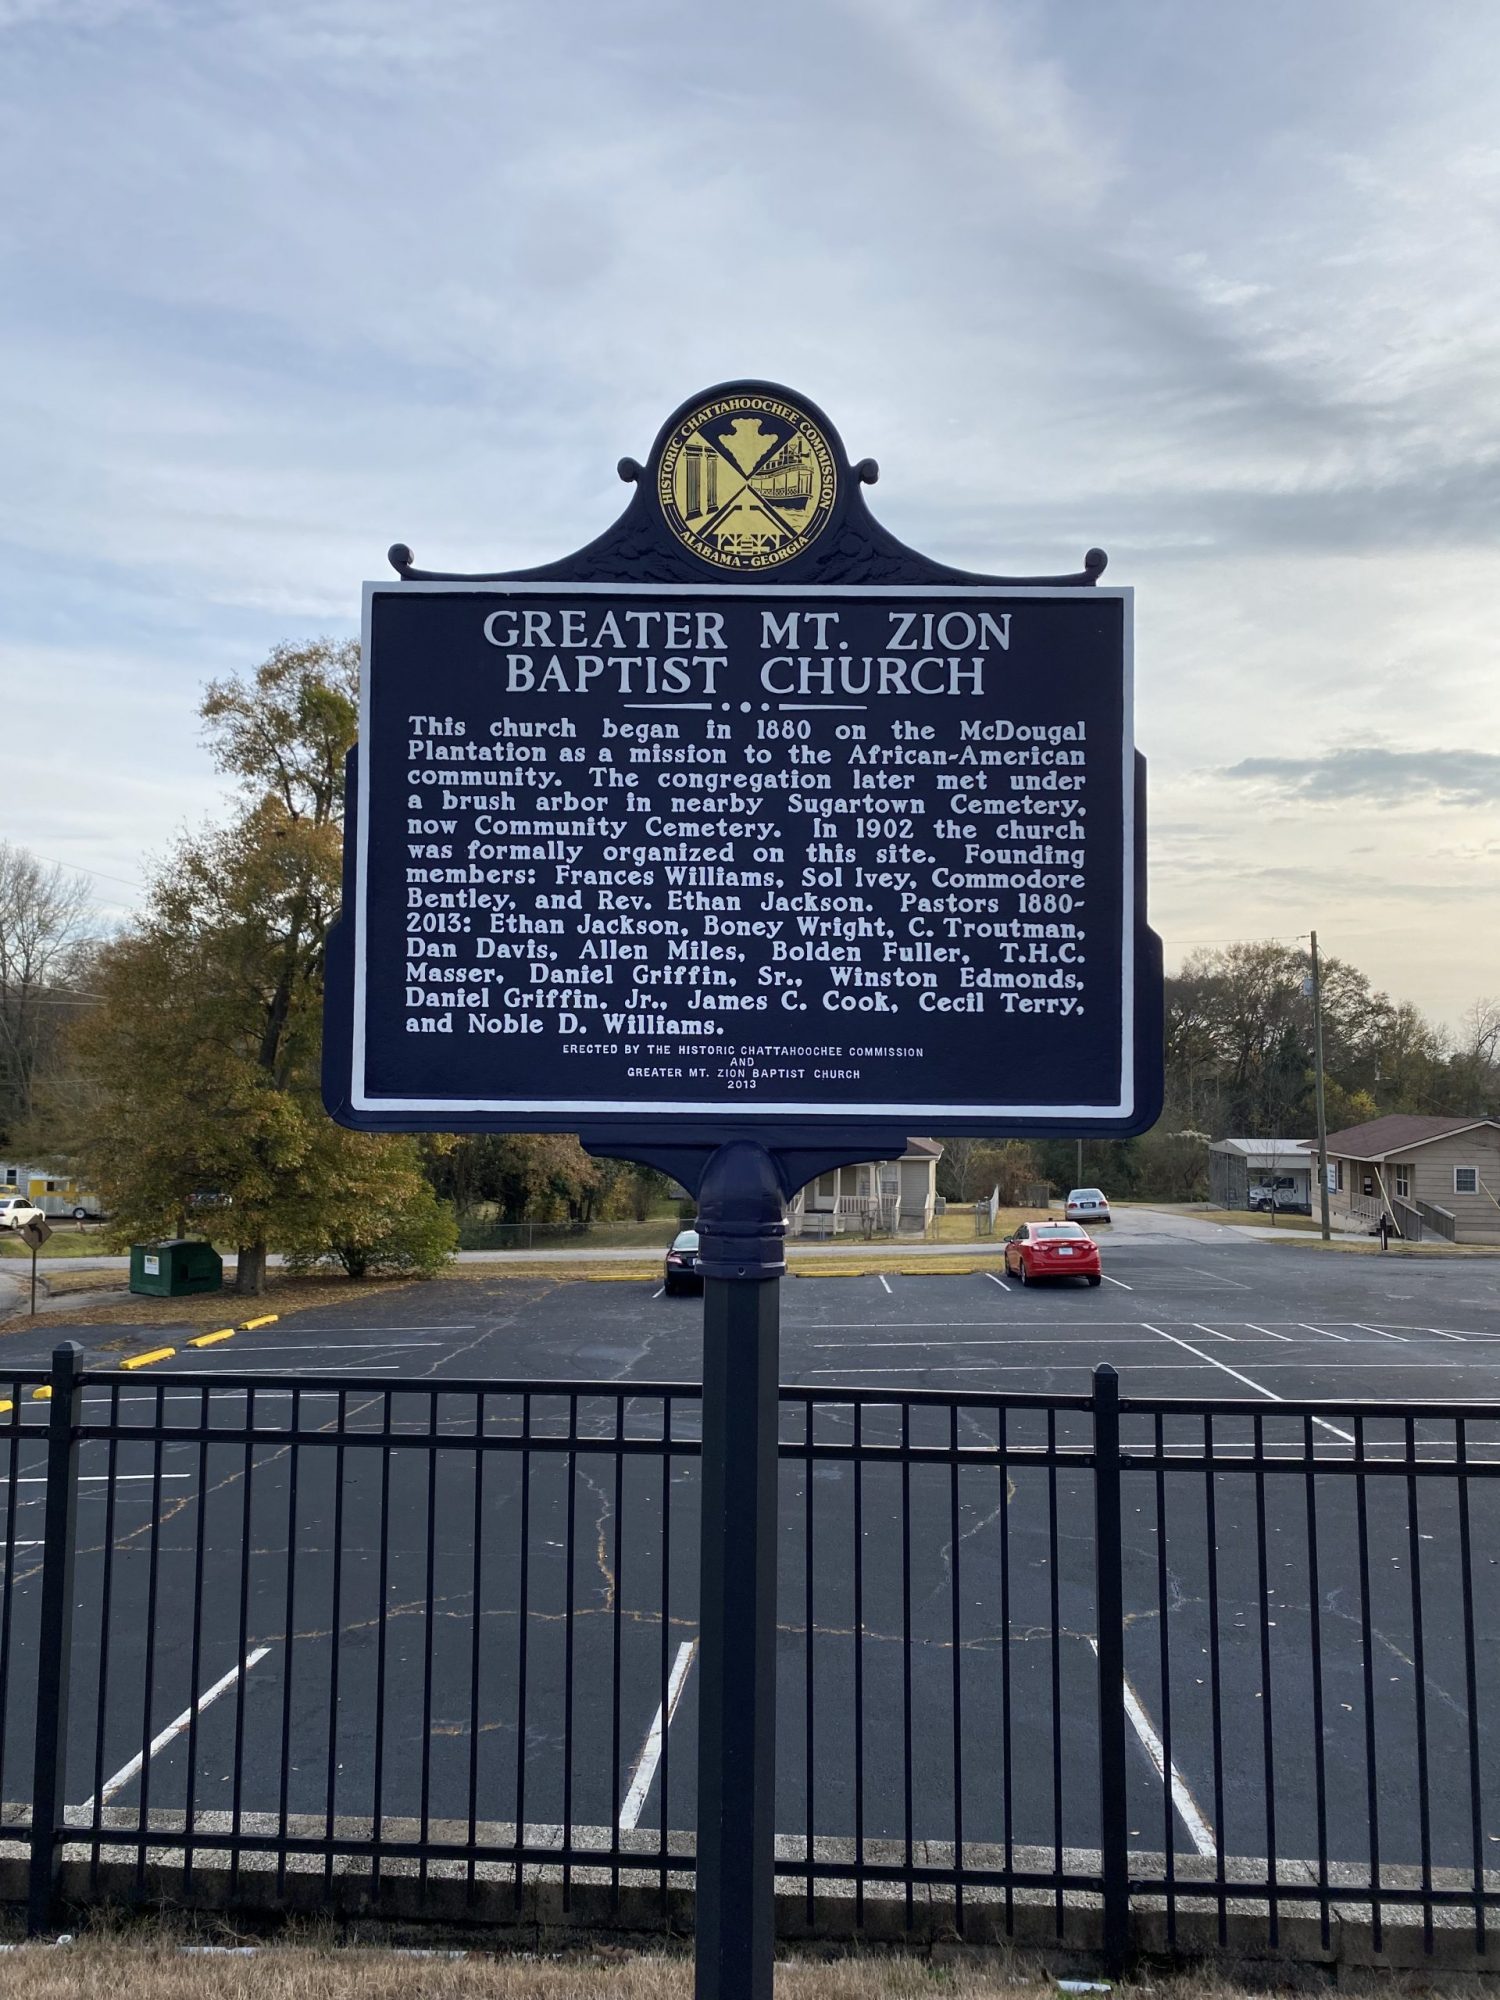 HISTORIC CHATTAHOOCHEE COMMISSION
ALABAMA-GEORGIA
GREATER MT. ZION
BAPTIST CHURCH
This church began in 1880 on the McDougal
Plantation as a mission to the African-American
community. The congregation later met under
a brush arbor in nearby Sugartown Cemetery,
now Community Cemetery. In 1902 the church
was formally organized on this site. Founding
members: Frances Williams, Sol Ivey, Commodore
Bentley, and Rev. Ethan Jackson. Pastors 1880-
2013: Ethan Jackson, Boney Wright, C. Troutman,
Dan Davis, Allen Miles, Bolden Fuller, T.H.C.
Masser, Daniel Griffin, Sr., Winston Edmonds,
Daniel Griffin. Jr., James C. Cook, Cecil Terry,
and Noble D. Williams.
ERECTED BY THE HISTORIC CHATTAHOOCHEE COMMISSION
AND
GREATER MT. ZION BAPTIST CHURCH
2013